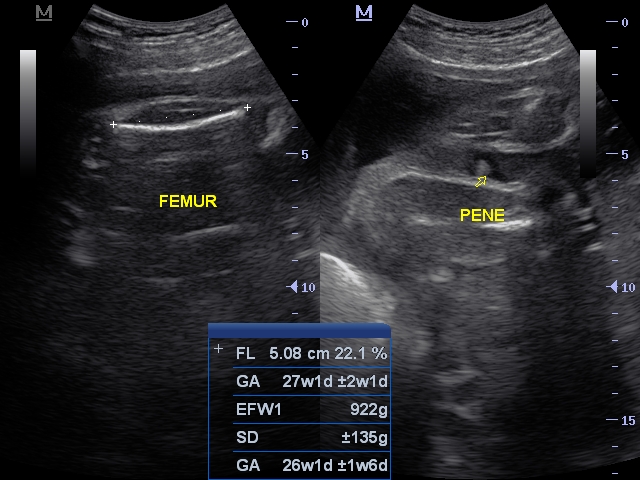 M
0
5
10
FEMUR
M
0
5
10
15
PENE
FL 5.08 cm 22.1 %
GA 27w1d ±2w1d
EFW1 922g
SD ±135g
GA 26w1d ±1w6d